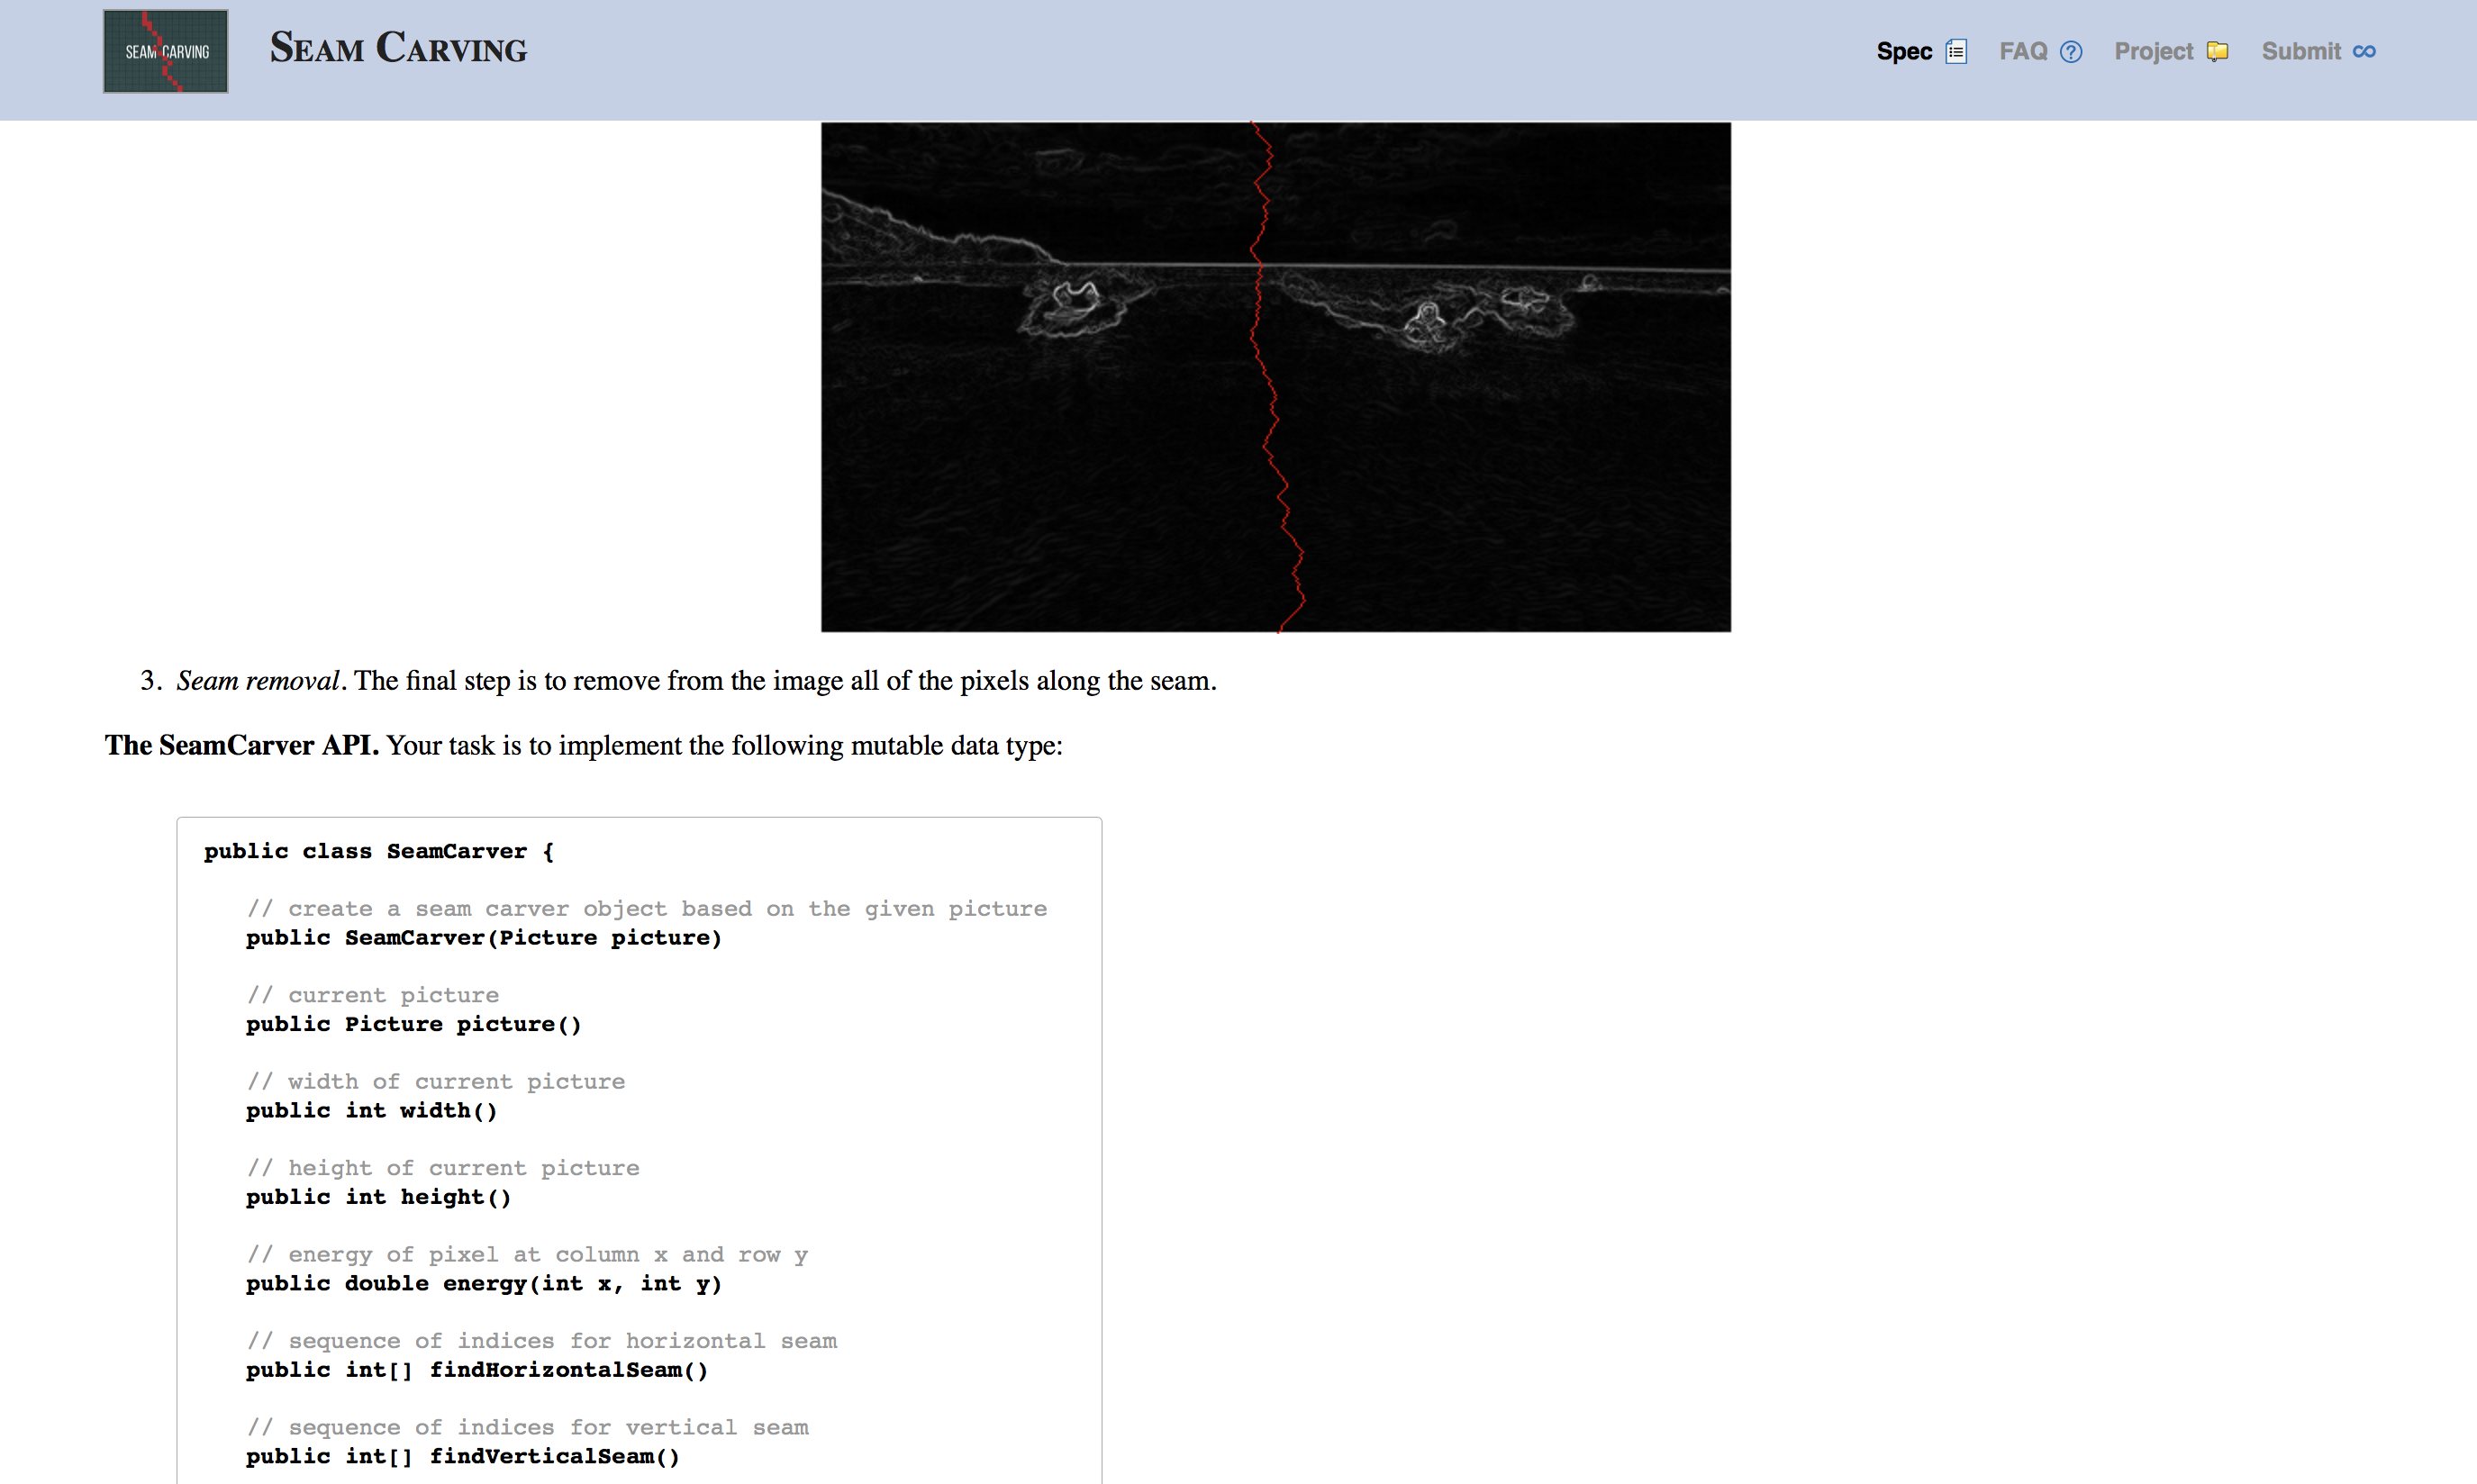 SEAM CARVING
SEAM CARVING
Spec FAQ ? Project Submit ∞
3. Seam removal. The final step is to remove from the image all of the pixels along the seam.
The SeamCarver API. Your task is to implement the following mutable data type:
public class SeamCarver {
// create a seam carver object based on the given picture
public SeamCarver(Picture picture)
// current picture
public Picture picture()
// width of current picture
public int width()
// height of current picture
public int height()
// energy of pixel at column x and row y
public double energy(int x, int y)
// sequence of indices for horizontal seam
public int[] findHorizontalSeam()
// sequence of indices for vertical seam
public int[] findVerticalSeam()